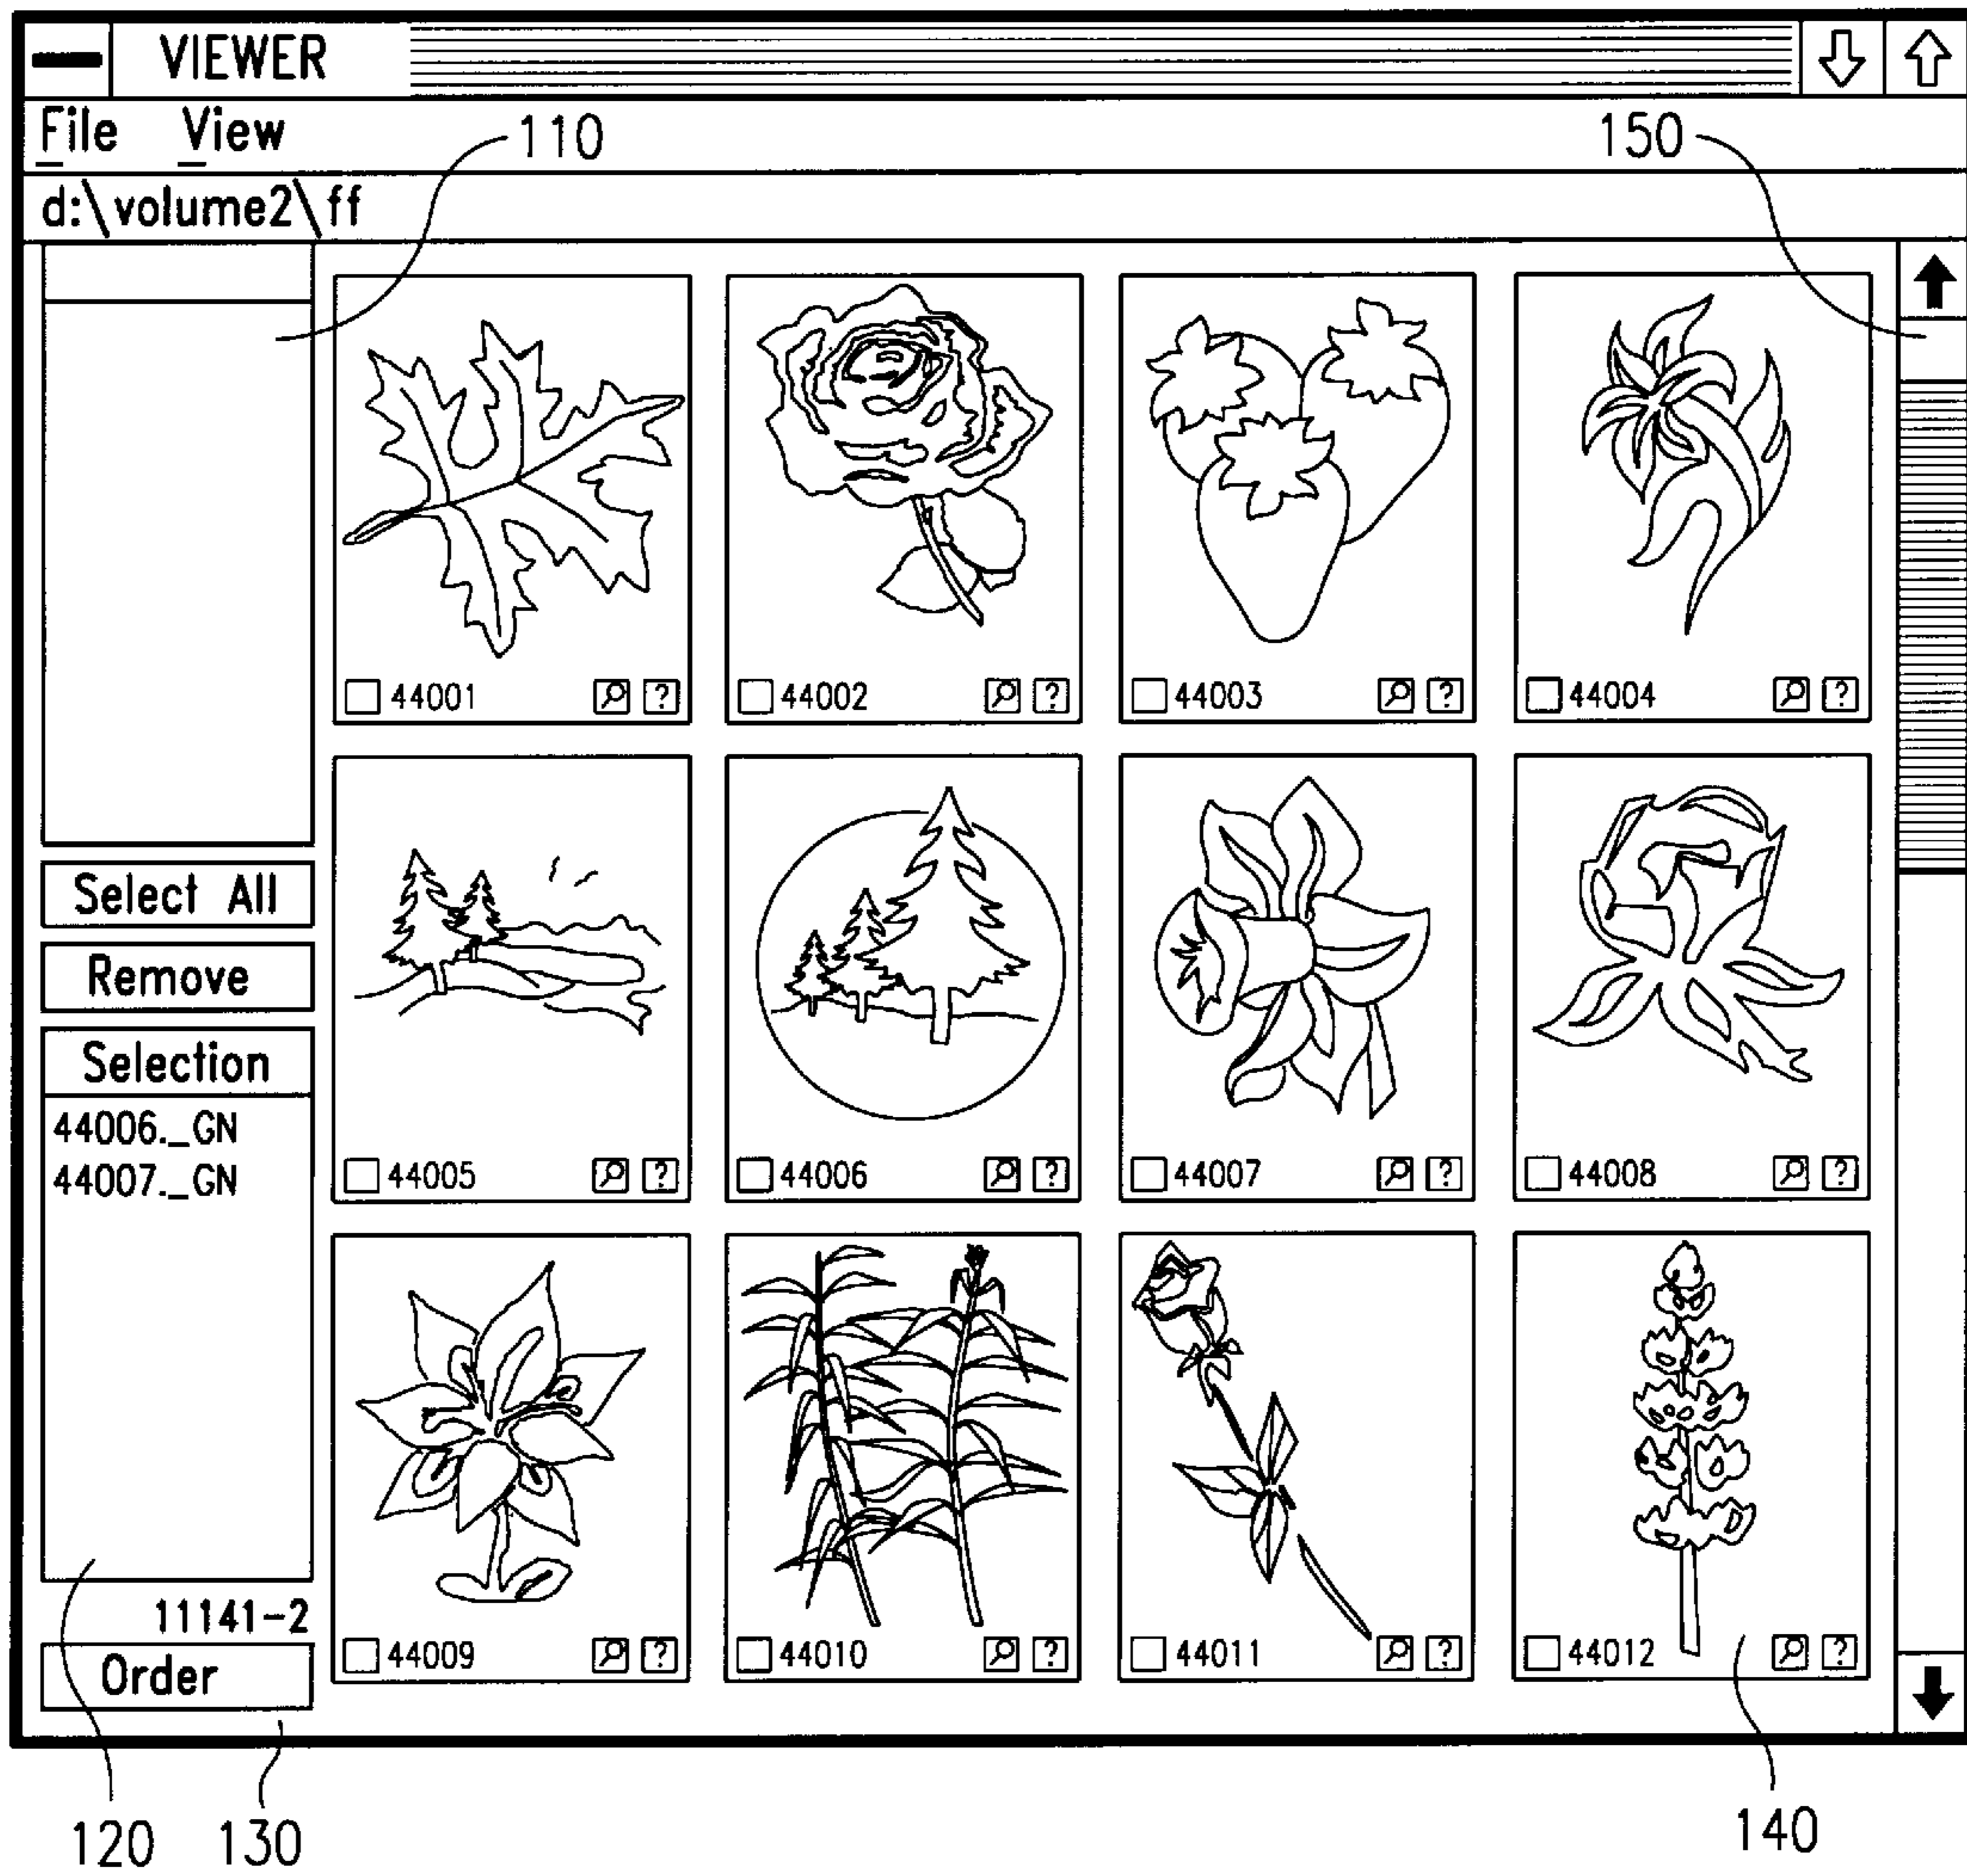 VIEWER
File View
110
150
d:\volume2\ff
44001 ?
44002 ?
44003 ?
44004 ?
Select All
Remove
Selection
44006._GN
44007._GN
44005 ?
44006 ?
44007 ?
44008 ?
11141-2
Order
44009 ?
44010 ?
44011 ?
44012 ?
120
130
140